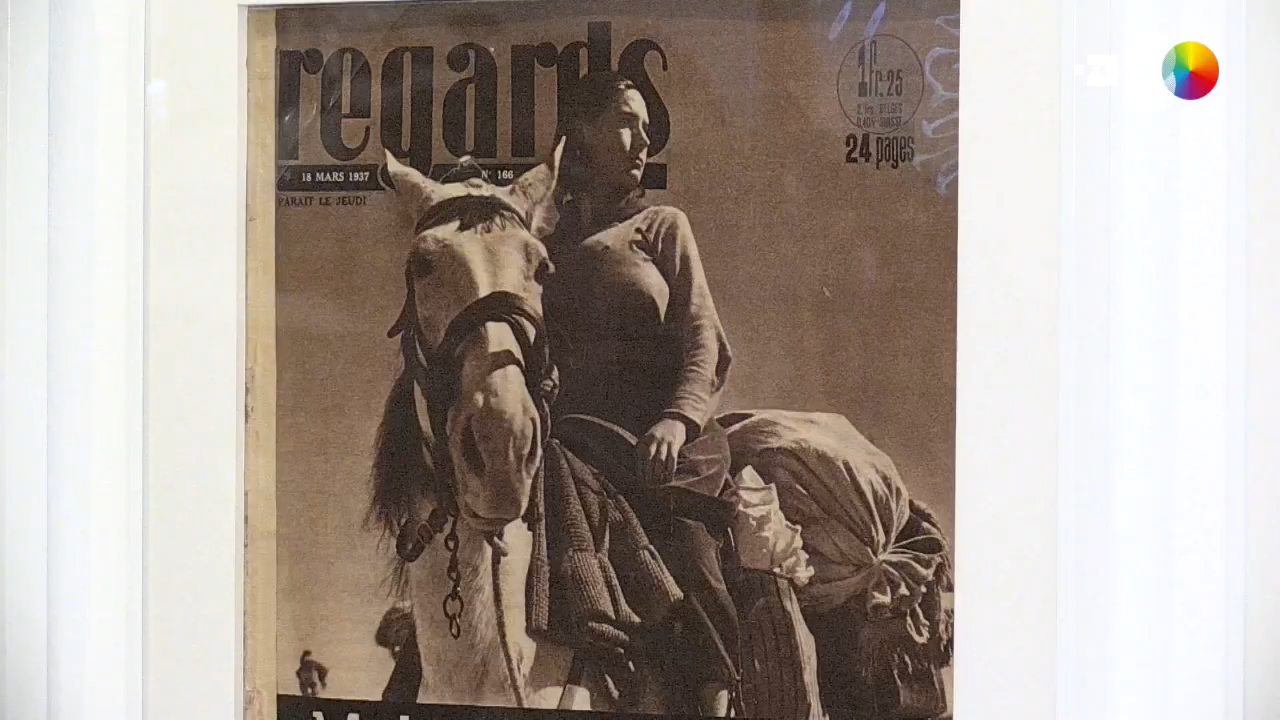 regards
1 fr. 25
24 pages
18 MARS 1937
N° 166
PARAIT LE JEUDI